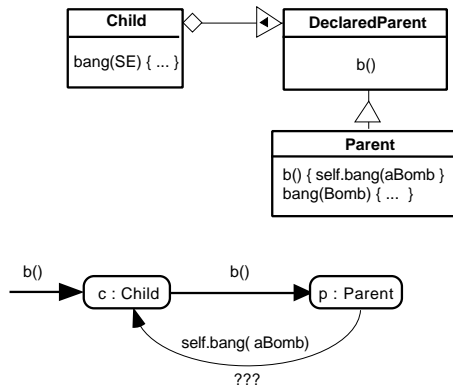 Child
bang(SE) { ... }
DeclaredParent
b()
Parent
b() { self.bang(aBomb }
bang(Bomb) { ... }
b()
c : Child
b()
p : Parent
self.bang( aBomb)
???